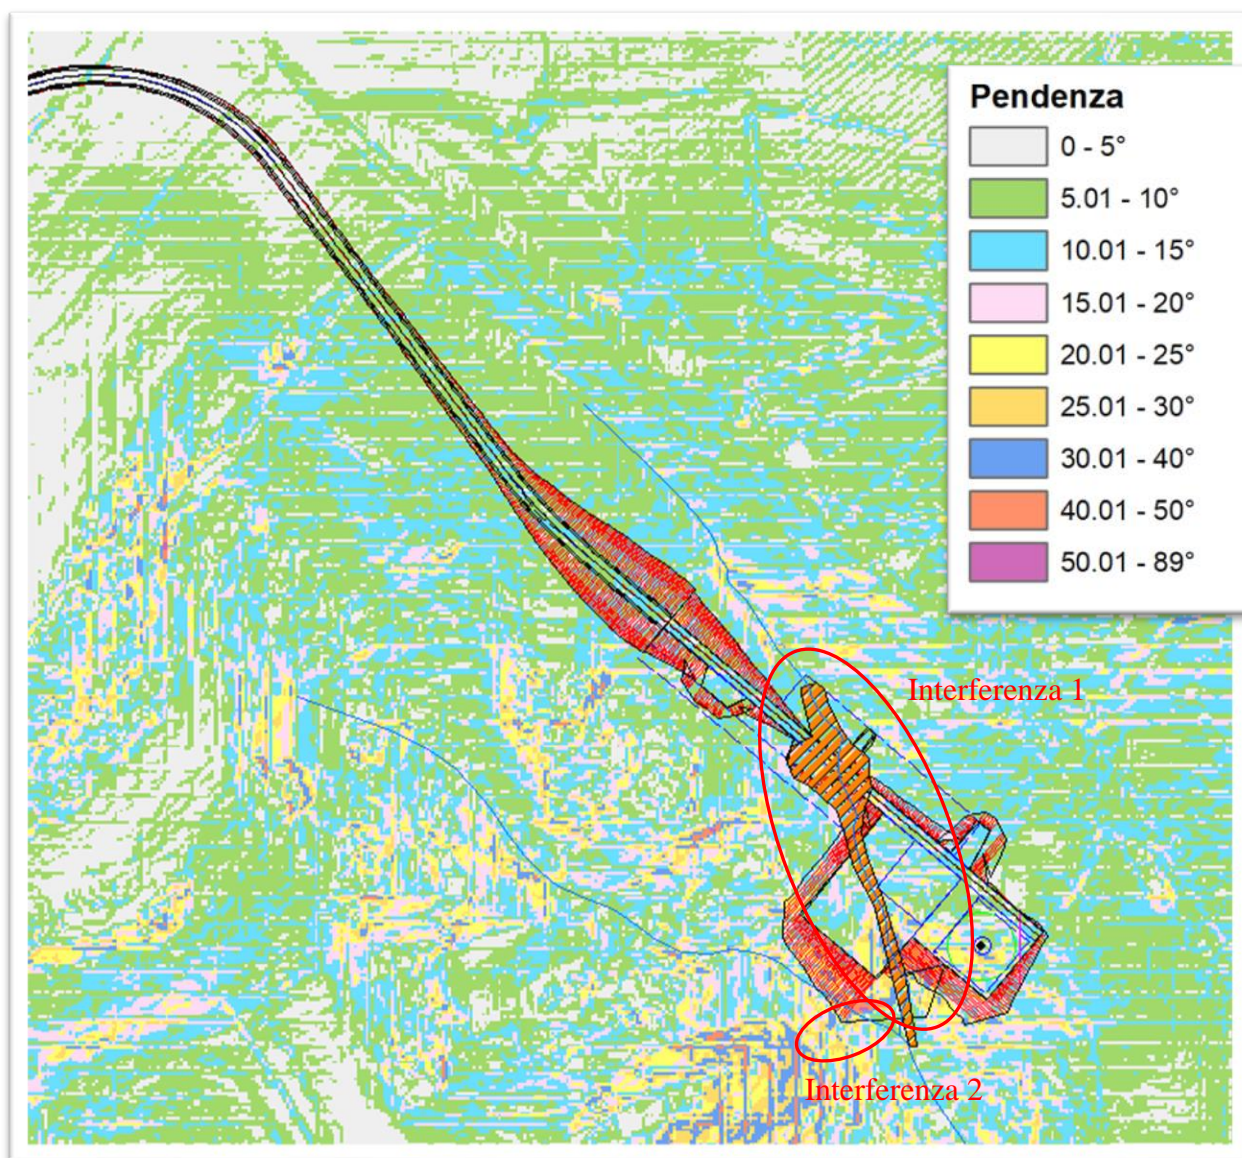 Pendenza
0 - 5°
5.01 - 10°
10.01 - 15°
15.01 - 20°
20.01 - 25°
25.01 - 30°
30.01 - 40°
40.01 - 50°
50.01 - 89°
Interferenza 1
Interferenza 2